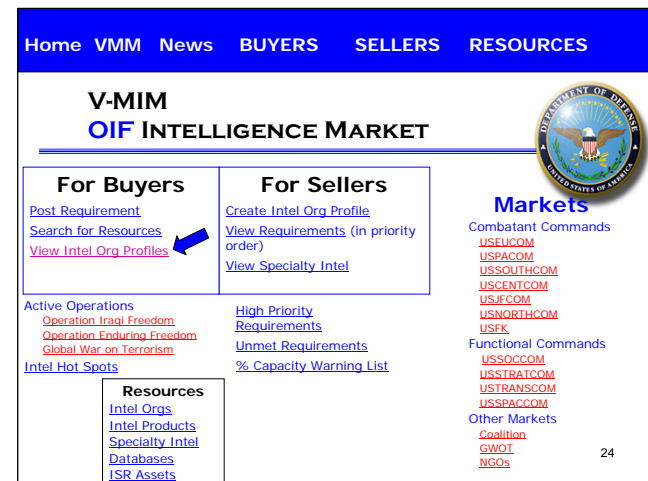 Home VMM News BUYERS SELLERS RESOURCES
V-MIM
OIF INTELLIGENCE MARKET
DEPARTMENT OF DEFENSE
UNITED STATES OF AMERICA
For Buyers
Post Requirement
Search for Resources
View Intel Org Profiles
For Sellers
Create Intel Org Profile
View Requirements (in priority
order)
View Specialty Intel
Active Operations
Operation Iraqi Freedom
Operation Enduring Freedom
Global War on Terrorism
Intel Hot Spots
High Priority
Requirements
Unmet Requirements
% Capacity Warning List
Resources
Intel Orgs
Intel Products
Specialty Intel
Databases
ISR Assets
Markets
Combatant Commands
USEUCOM
USPACOM
USSOUTHCOM
USCENTCOM
USJFCOM
USNORTHCOM
USFK
Functional Commands
USSOCCOM
USSTRATCOM
USTRANSCOM
USSPACCOM
Other Markets
Coalition
GWOT
NGOs
24